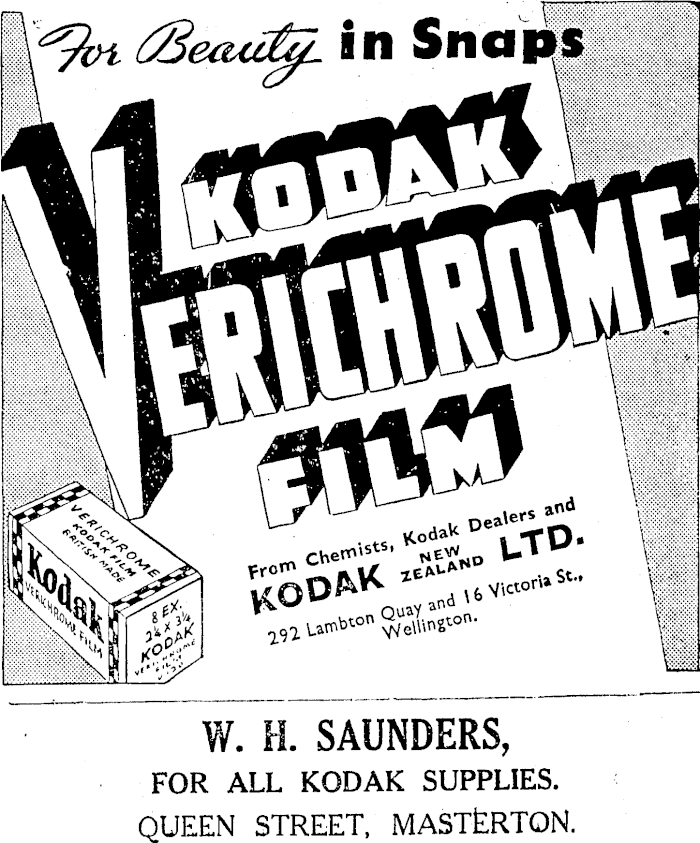 For Beauty in Snaps
KODAK
VERICHROME
FILM
VERICHROME
KODAK FILM
BRITISH MADE
Kodak
VERICHROME FILM
8 EX.
2¼ X 3¼
KODAK
VERICHROME
FILM
From Chemists, Kodak Dealers and
KODAK NEW ZEALAND LTD.
292 Lambton Quay and 16 Victoria St.,
Wellington.
W. H. SAUNDERS,
FOR ALL KODAK SUPPLIES.
QUEEN STREET, MASTERTON.